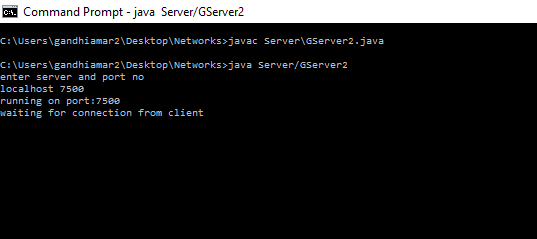 Command Prompt - java  Server/GServer2
C:\Users\gandhiamar2\Desktop\Networks>javac Server\GServer2.java
C:\Users\gandhiamar2\Desktop\Networks>java Server/GServer2
enter server and port no
localhost 7500
running on port:7500
waiting for connection from client